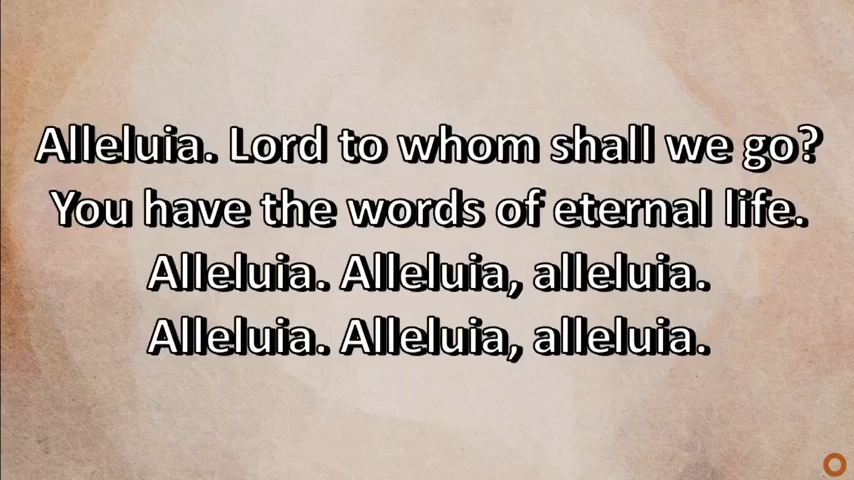 Alleluia. Lord to whom shall we go?
You have the words of eternal life.
Alleluia. Alleluia, alleluia.
Alleluia. Alleluia, alleluia.